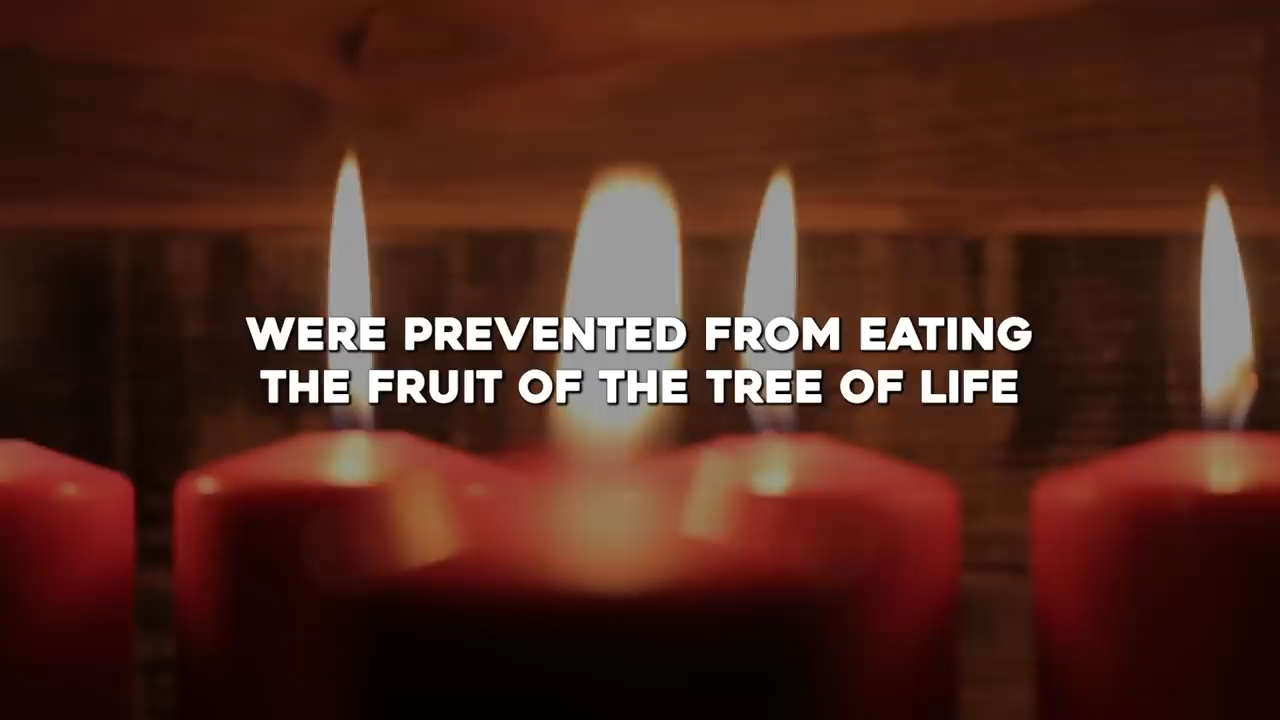 WERE PREVENTED FROM EATING
THE FRUIT OF THE TREE OF LIFE